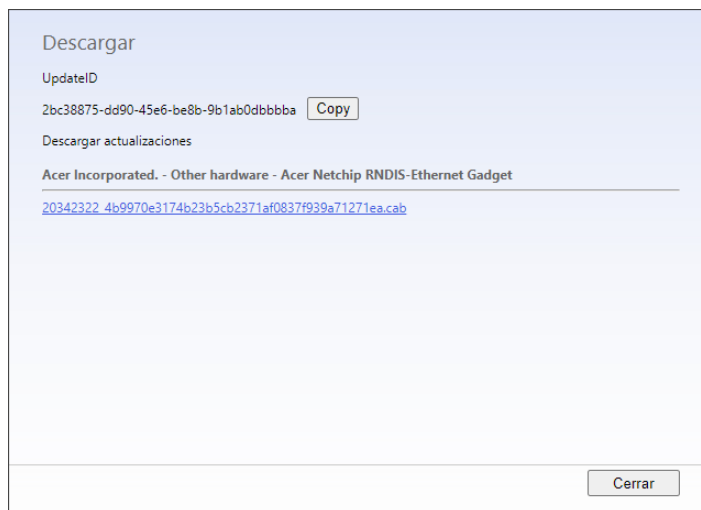 Descargar
UpdateID
2bc38875-dd90-45e6-be8b-9b1ab0dbbbba Copy
Descargar actualizaciones
Acer Incorporated. - Other hardware - Acer Netchip RNDIS-Ethernet Gadget
20342322_4b9970e3174b23b5cb2371af0837f939a71271ea.cab
Cerrar